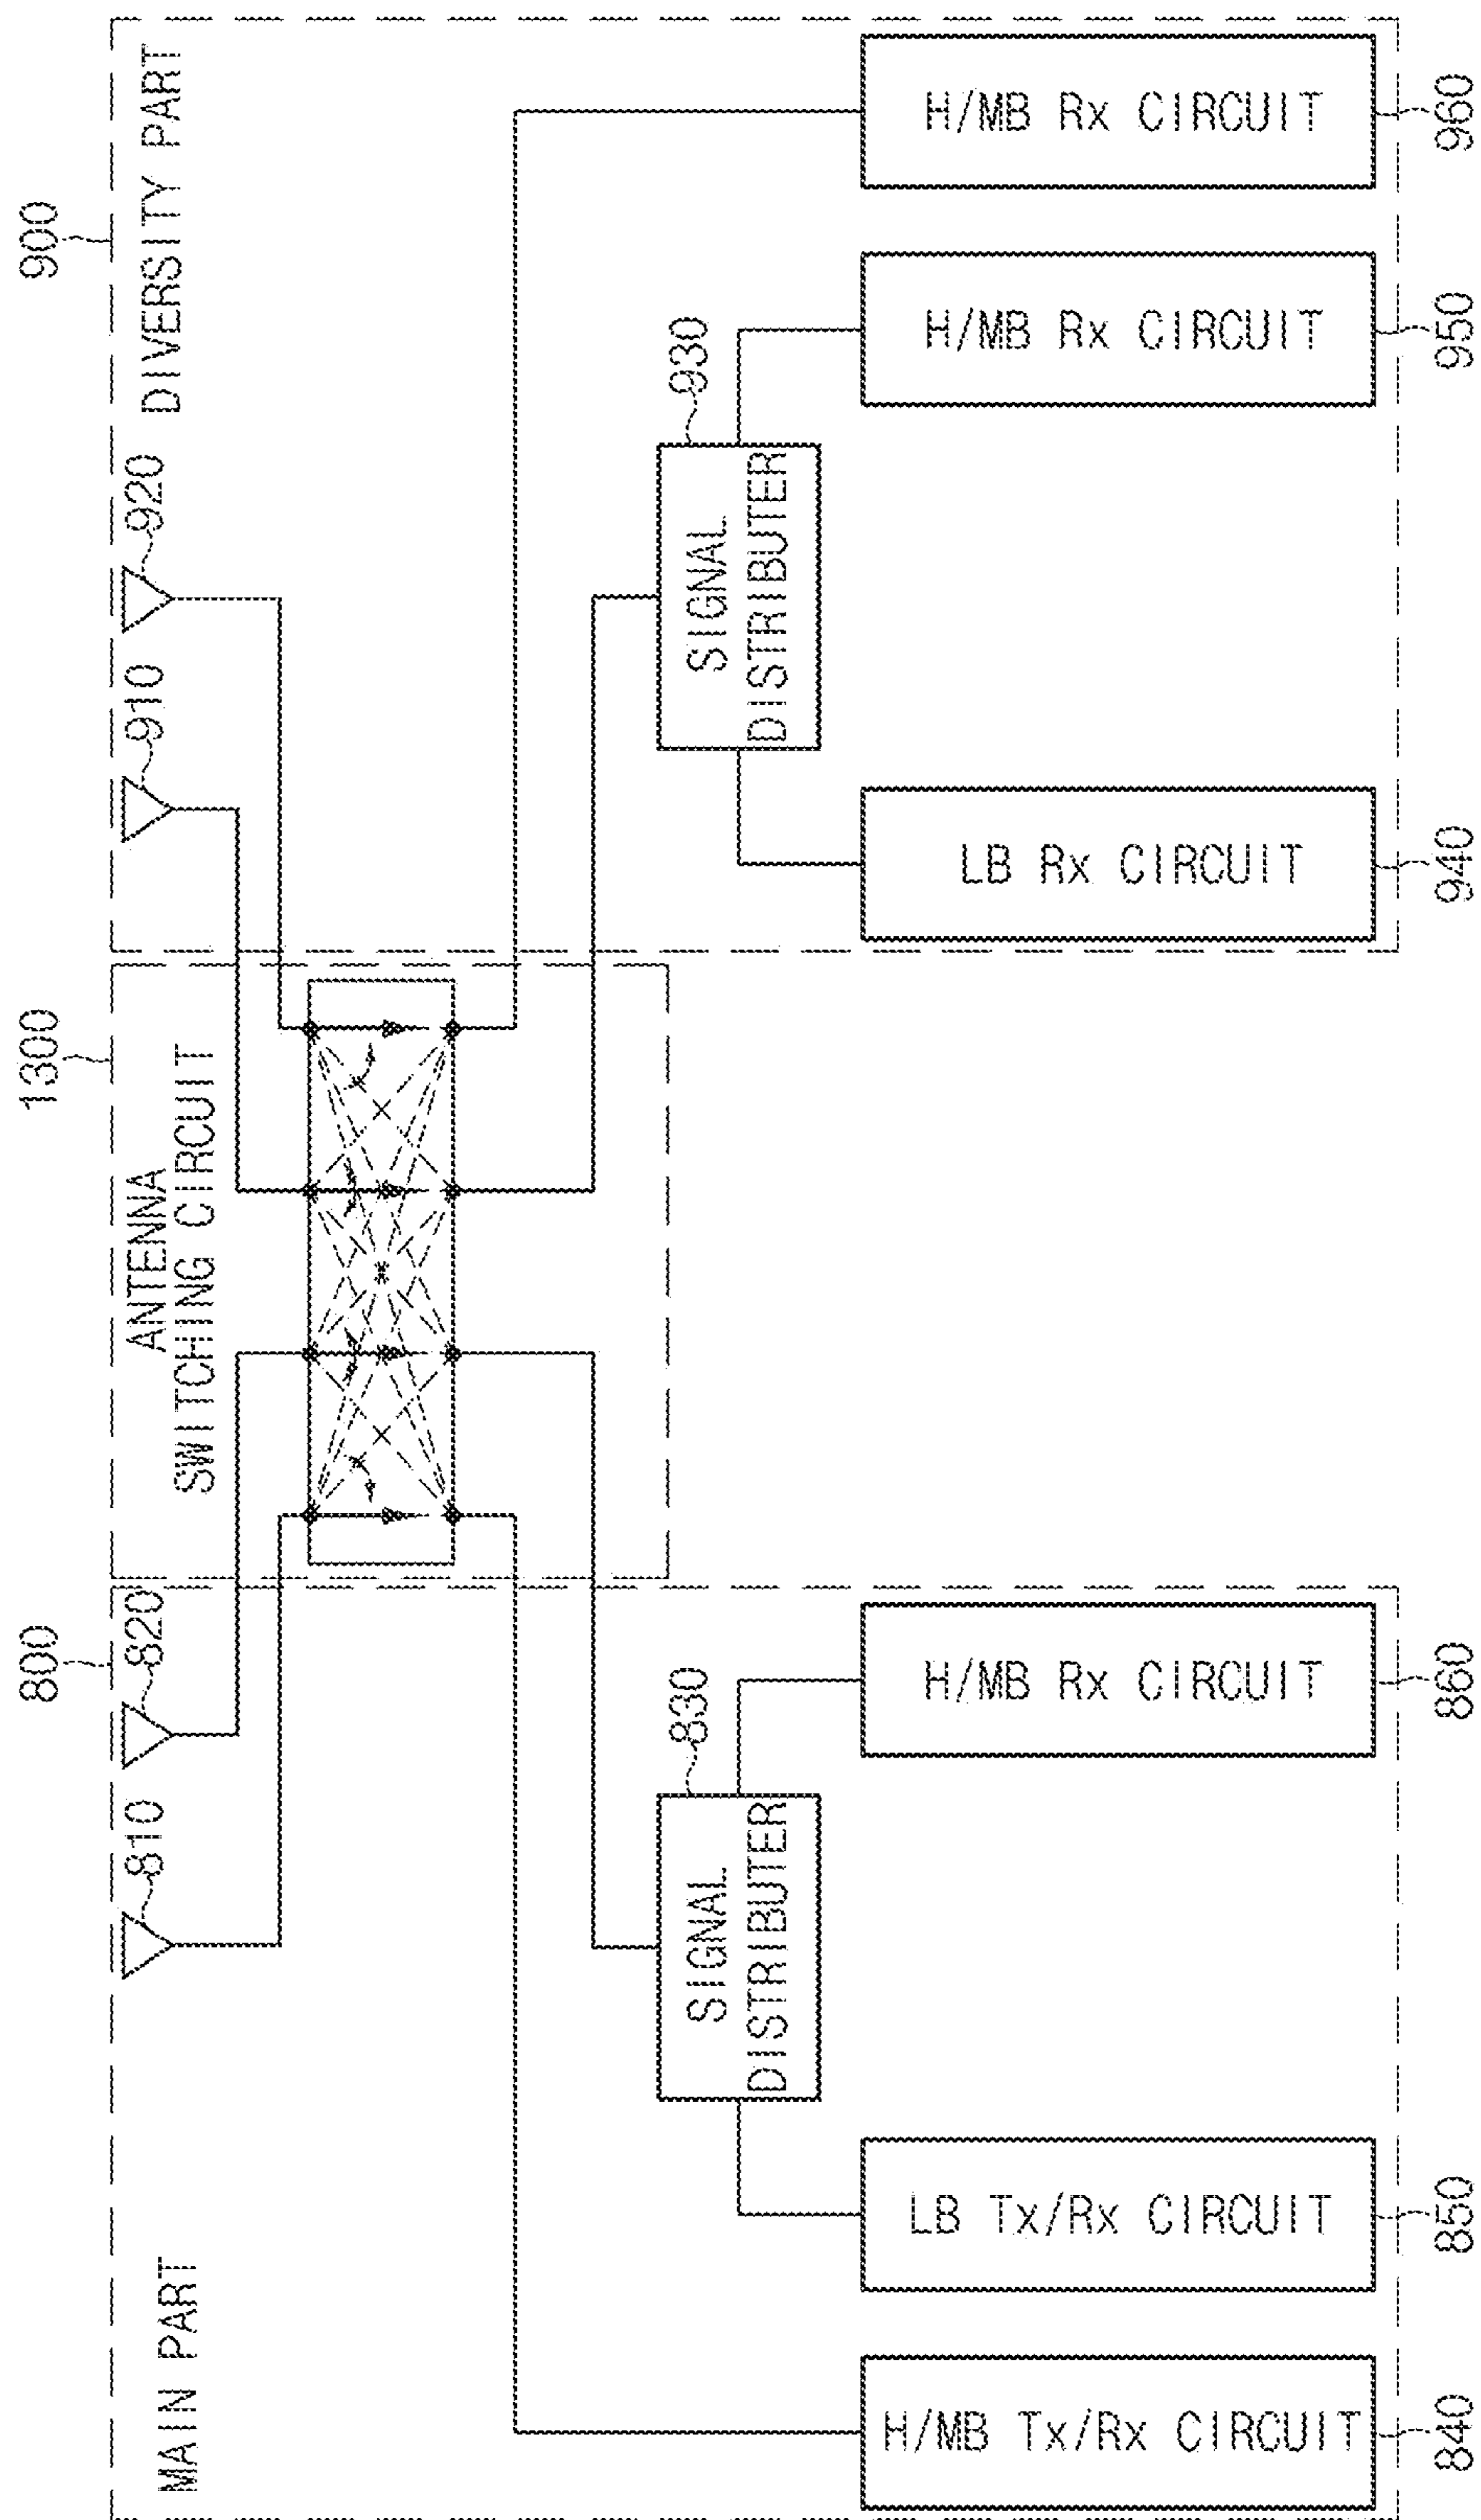 800
1300
900
MAIN PART
810
820
ANTENNA
SWITCHING CIRCUIT
910
920
DIVERSITY PART
830
SIGNAL
DISTRIBUTER
930
SIGNAL
DISTRIBUTER
H/MB Tx/Rx CIRCUIT
LB Tx/Rx CIRCUIT
H/MB Rx CIRCUIT
LB Rx CIRCUIT
H/MB Rx CIRCUIT
H/MB Rx CIRCUIT
840
850
860
940
950
960